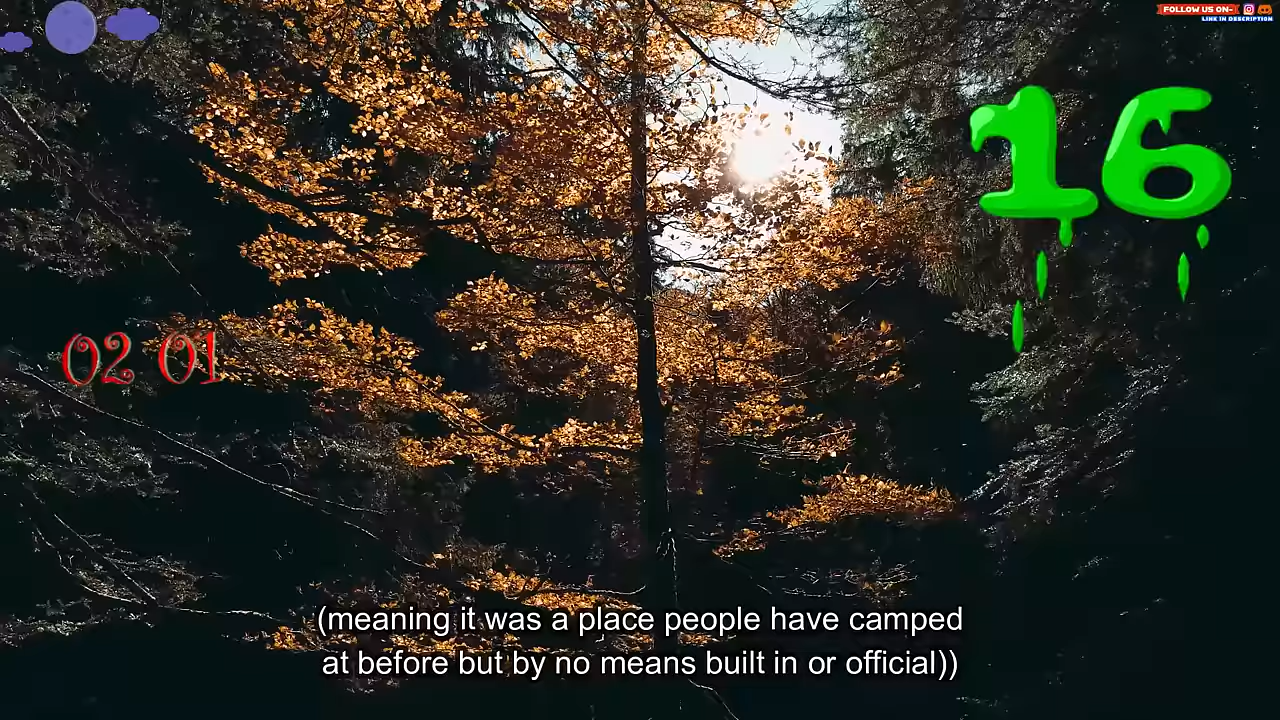 FOLLOW US ON-
LINK IN DESCRIPTION
16
02 01
(meaning it was a place people have camped
at before but by no means built in or official))